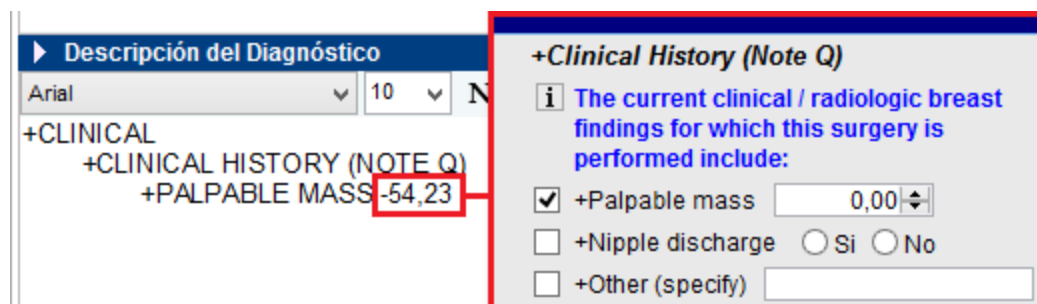 Descripción del Diagnóstico
Arial 10 N
+CLINICAL
+CLINICAL HISTORY (NOTE Q)
+PALPABLE MASS -54,23
+Clinical History (Note Q)
i The current clinical / radiologic breast
findings for which this surgery is
performed include:
+Palpable mass 0,00
+Nipple discharge Si No
+Other (specify)